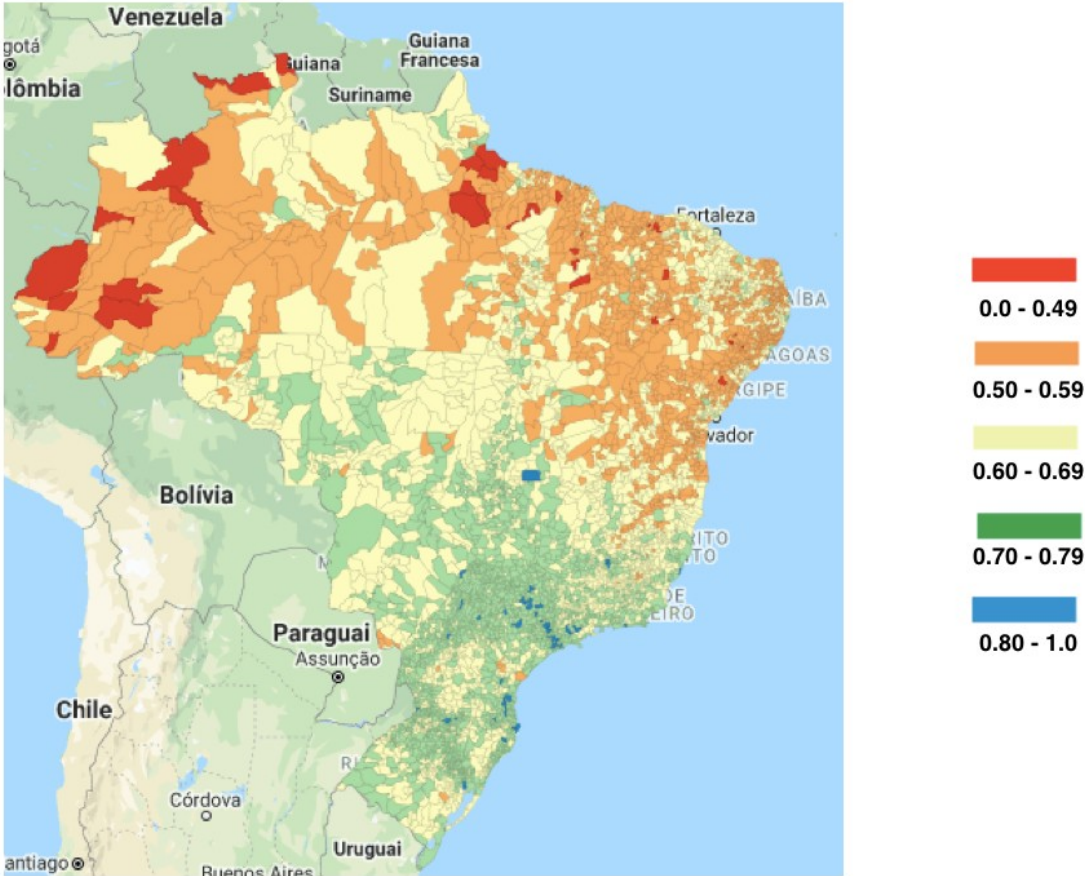 Venezuela
gotá
lômbia
Guiana
Guiana
Francesa
Suriname
Fortaleza
AÍBA
AGOAS
GIPE
vador
Bolívia
RITO
TO
DE
EIRO
Paraguai
Assunção
Chile
Córdova
Uruguai
antiago
Buenos Aires
0.0 - 0.49
0.50 - 0.59
0.60 - 0.69
0.70 - 0.79
0.80 - 1.0